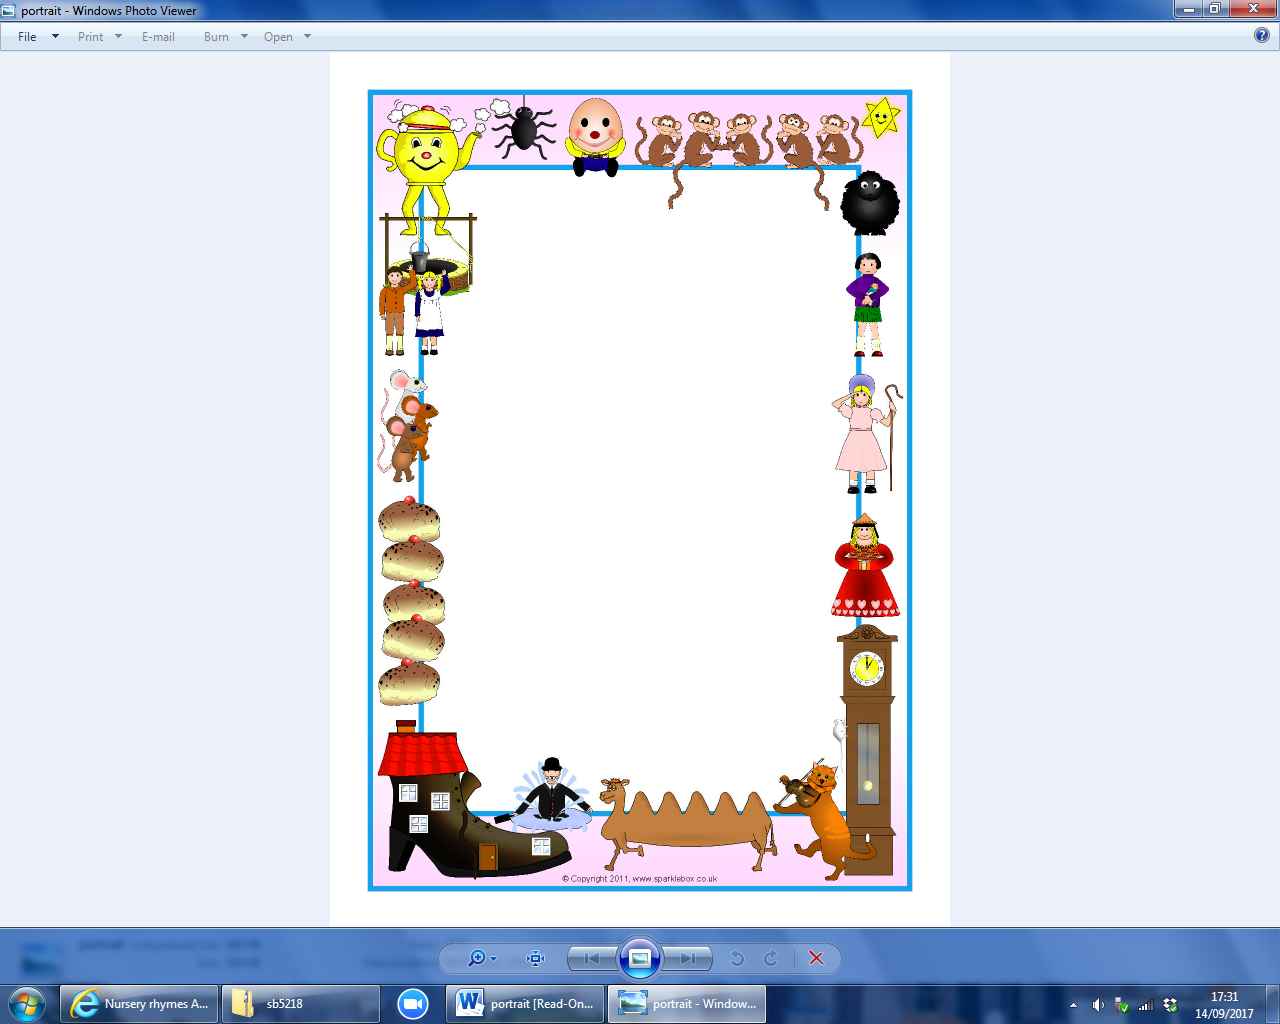 portrait - Windows Photo Viewer
File Print E-mail Burn Open
© Copyright 2011, www.sparklebox.co.uk
Nursery rhymes A... sb5218 portrait [Read-On... portrait - Window...
17:31
14/09/2017